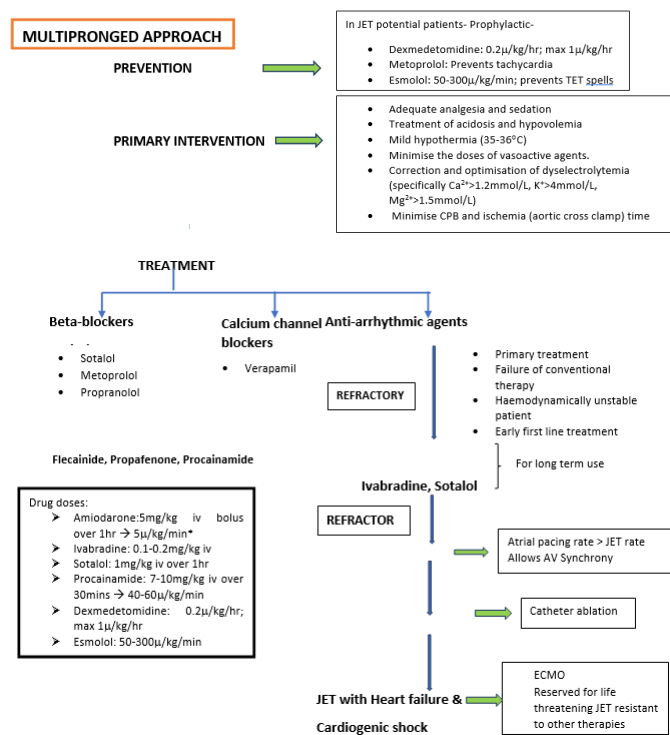 MULTIPRONGED APPROACH
PREVENTION
In JET potential patients- Prophylactic-
• Dexmedetomidine: 0.2µ/kg/hr; max 1µ/kg/hr
• Metoprolol: Prevents tachycardia
• Esmolol: 50-300µ/kg/min; prevents TET spells
PRIMARY INTERVENTION
• Adequate analgesia and sedation
• Treatment of acidosis and hypovolemia
• Mild hypothermia (35-36°C)
• Minimise the doses of vasoactive agents.
• Correction and optimisation of dyselectrolytemia
(specifically Ca²⁺>1.2mmol/L, K⁺>4mmol/L,
Mg²⁺>1.5mmol/L)
• Minimise CPB and ischemia (aortic cross clamp) time
TREATMENT
Beta-blockers
• Sotalol
• Metoprolol
• Propranolol
Calcium channel
blockers
• Verapamil
Anti-arrhythmic agents
REFRACTORY
• Primary treatment
• Failure of conventional
therapy
• Haemodynamically unstable
patient
• Early first line treatment
For long term use
Flecainide, Propafenone, Procainamide
Ivabradine, Sotalol
REFRACTOR
Drug doses:
➢ Amiodarone:5mg/kg iv bolus
over 1hr → 5µ/kg/min*
➢ Ivabradine: 0.1-0.2mg/kg iv
➢ Sotalol: 1mg/kg iv over 1hr
➢ Procainamide: 7-10mg/kg iv over
30mins → 40-60µ/kg/min
➢ Dexmedetomidine: 0.2µ/kg/hr;
max 1µ/kg/hr
➢ Esmolol: 50-300µ/kg/min
Atrial pacing rate > JET rate
Allows AV Synchrony
Catheter ablation
JET with Heart failure &
Cardiogenic shock
ECMO
Reserved for life
threatening JET resistant
to other therapies